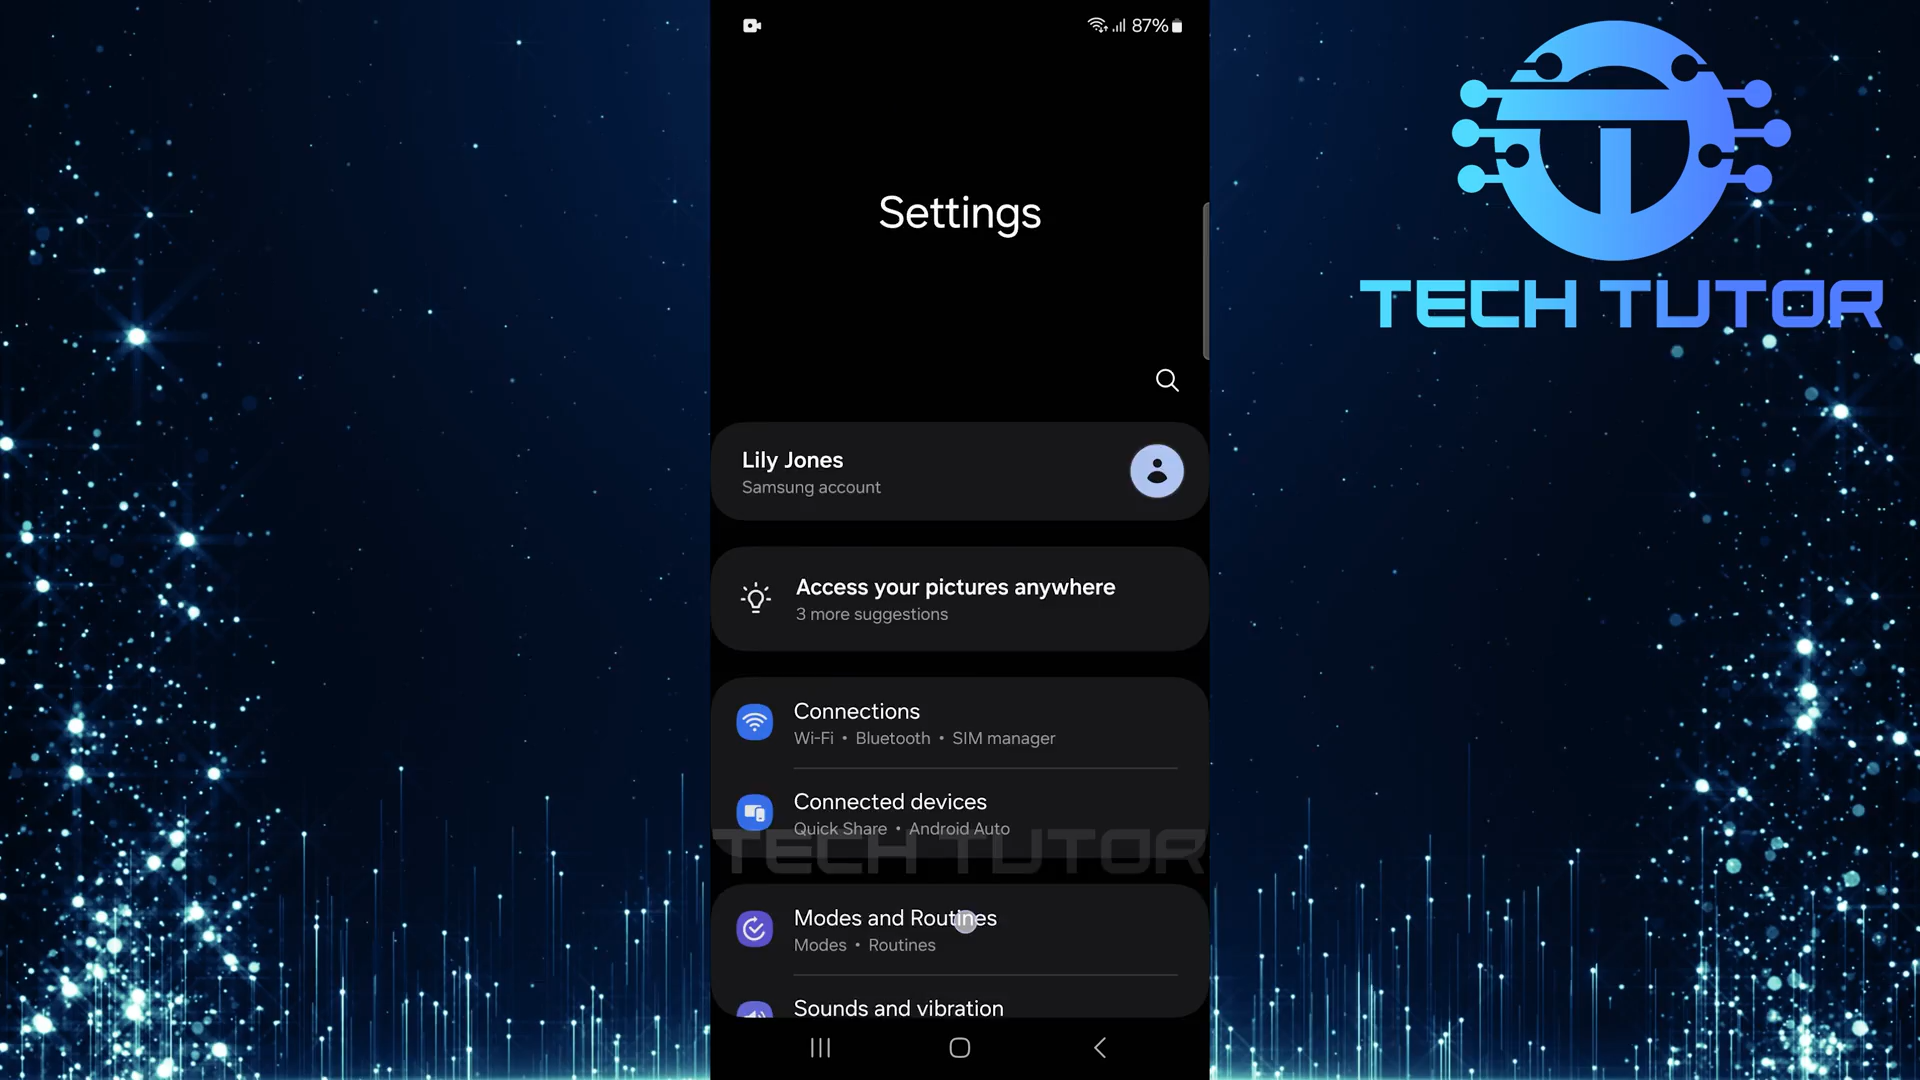 87%
TECH TUTOR
Settings
Lily Jones
Samsung account
Access your pictures anywhere
3 more suggestions
Connections
Wi-Fi • Bluetooth • SIM manager
Connected devices
Quick Share • Android Auto
TECH TUTOR
Modes and Routines
Modes • Routines
Sounds and vibration